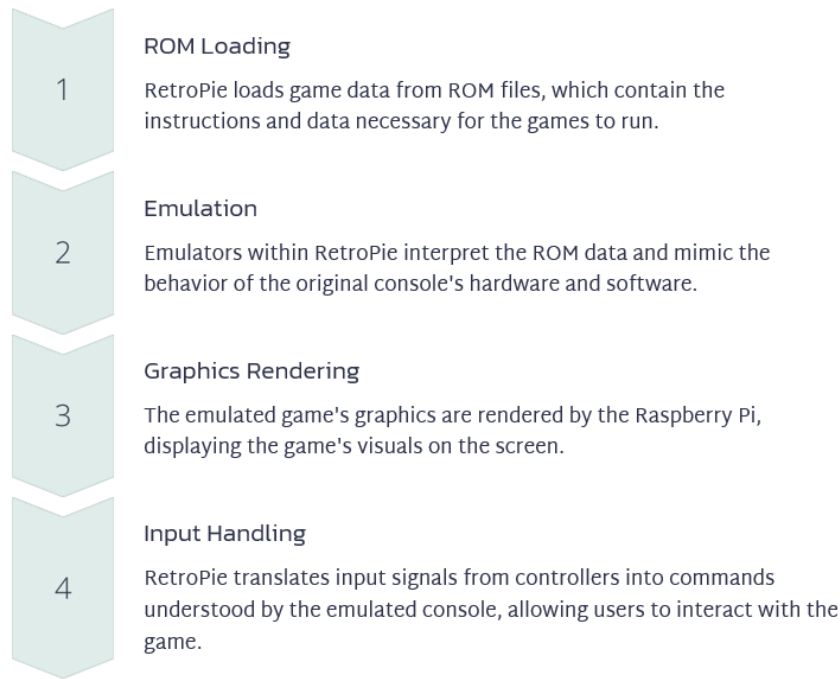 1
ROM Loading
RetroPie loads game data from ROM files, which contain the
instructions and data necessary for the games to run.
2
Emulation
Emulators within RetroPie interpret the ROM data and mimic the
behavior of the original console's hardware and software.
3
Graphics Rendering
The emulated game's graphics are rendered by the Raspberry Pi,
displaying the game's visuals on the screen.
4
Input Handling
RetroPie translates input signals from controllers into commands
understood by the emulated console, allowing users to interact with the
game.